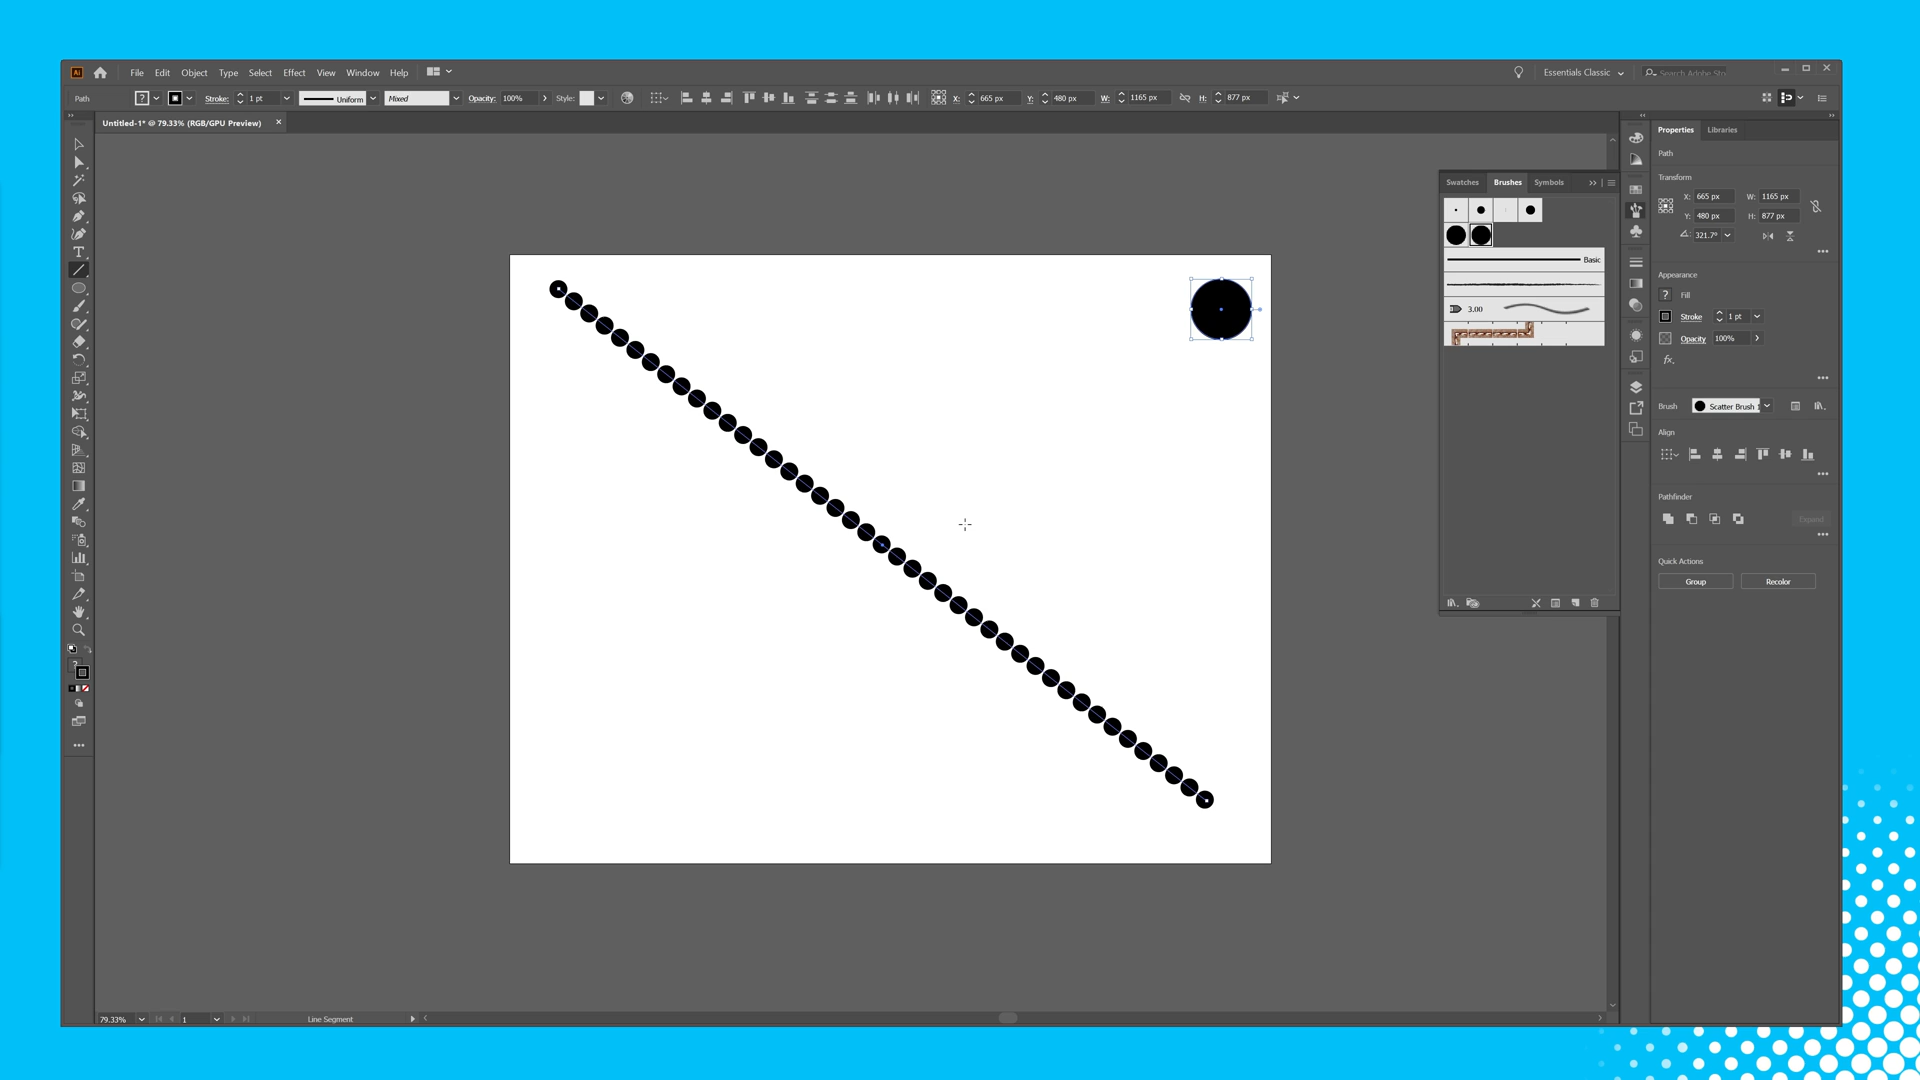 Ai File Edit Object Type Select Effect View Window Help Essentials Classic Search Adobe Sto
Path ? Stroke: 1 pt Uniform Mixed Opacity: 100% Style: X: 665 px Y: 480 px W: 1165 px H: 877 px
Untitled-1* @ 79.33% (RGB/GPU Preview) ×
Swatches Brushes Symbols
Basic
3.00
Properties Libraries
Path
Transform
X: 665 px W: 1165 px
Y: 480 px H: 877 px
321.7°
Appearance
? Fill
Stroke 1 pt
Opacity 100%
fx.
Brush Scatter Brush 1
Align
Pathfinder
Expand
Quick Actions
Group Recolor
79.33% 1 Line Segment